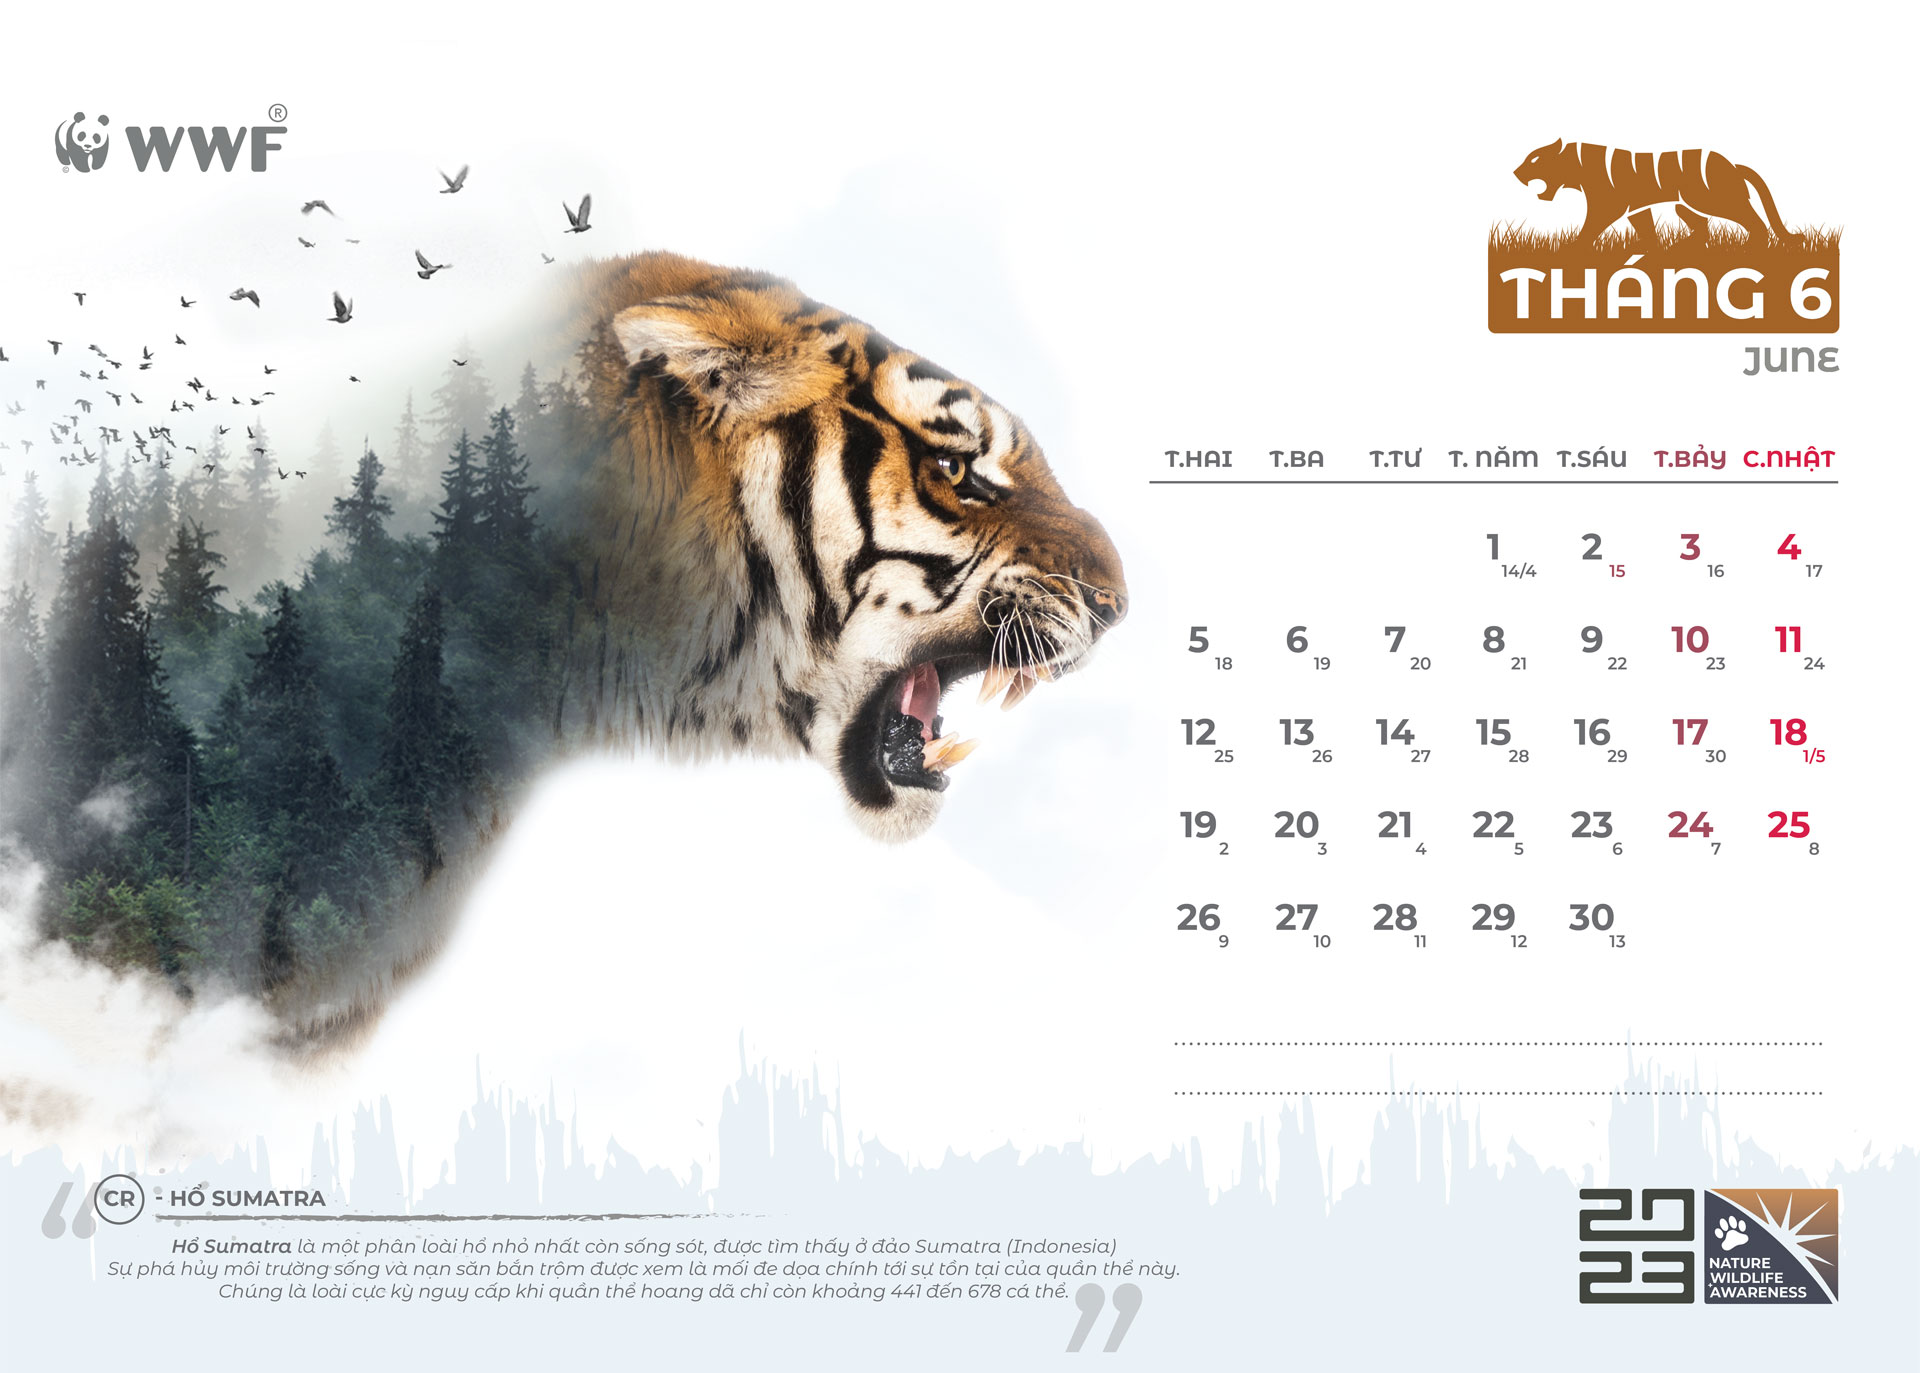 WWF®
©
THÁNG 6
JUNE
T.HAI T.BA T.TƯ T. NĂM T.SÁU T.BẢY C.NHẬT
1 2 3 4
14/4 15 16 17
5 6 7 8 9 10 11
18 19 20 21 22 23 24
12 13 14 15 16 17 18
25 26 27 28 29 30 1/5
19 20 21 22 23 24 25
2 3 4 5 6 7 8
26 27 28 29 30
9 10 11 12 13
“
CR - HỔ SUMATRA
Hổ Sumatra là một phân loài hổ nhỏ nhất còn sống sót, được tìm thấy ở đảo Sumatra (Indonesia)
Sự phá hủy môi trường sống và nạn săn bắn trộm được xem là mối đe dọa chính tới sự tồn tại của quần thể này.
Chúng là loài cực kỳ nguy cấp khi quần thể hoang dã chỉ còn khoảng 441 đến 678 cá thể.
”
20
23
NATURE
WILDLIFE
+AWARENESS